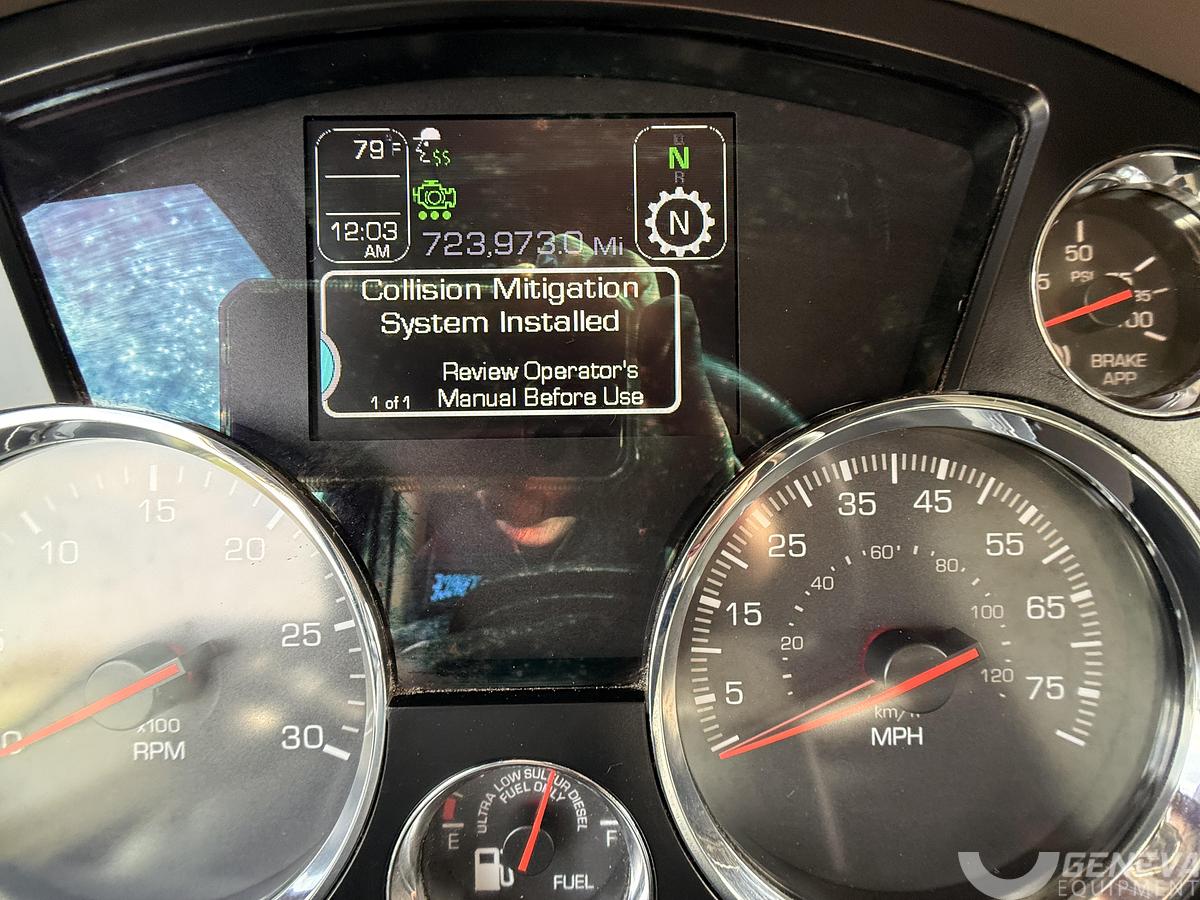 79°F
$$
N
R
N
12:03
AM
723,973.0 Mi
Collision Mitigation
System Installed
Review Operator's
Manual Before Use
1 of 1
50
PSI
BRAKE
APP
10
15
20
25
30
x100
RPM
5
15
25
35
45
55
65
75
20
40
60
80
100
120
km/h
MPH
ULTRA LOW SULFUR DIESEL
FUEL ONLY
E
F
FUEL
GENEVA
EQUIPMENT